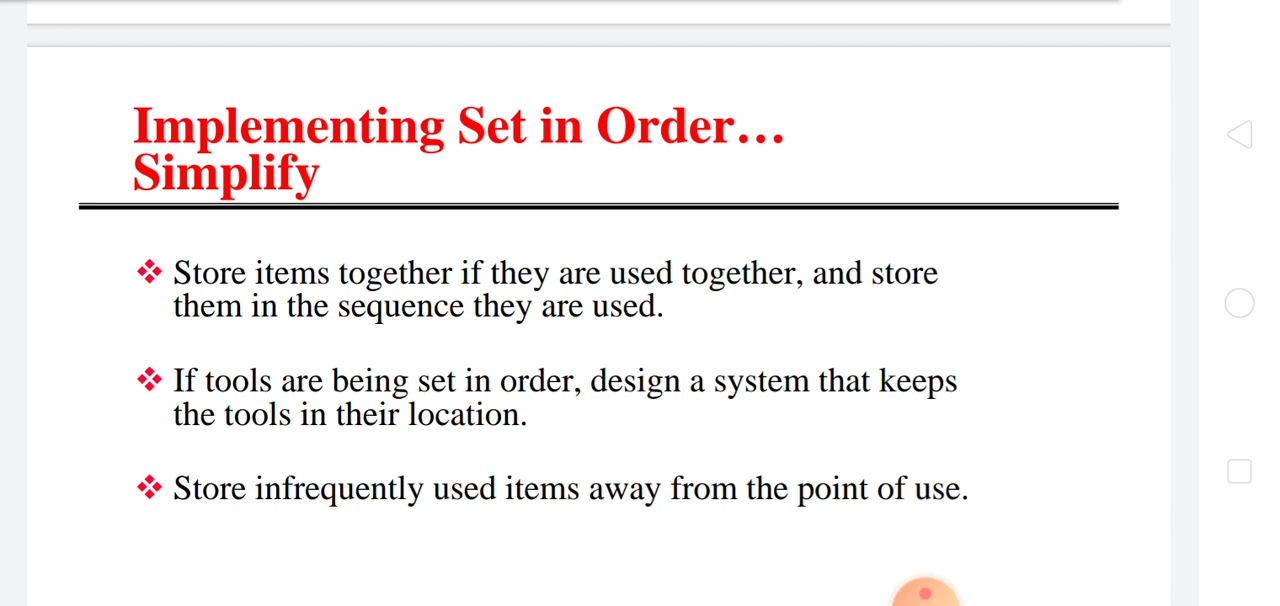 Implementing Set in Order…
Simplify
Store items together if they are used together, and store
them in the sequence they are used.
If tools are being set in order, design a system that keeps
the tools in their location.
Store infrequently used items away from the point of use.